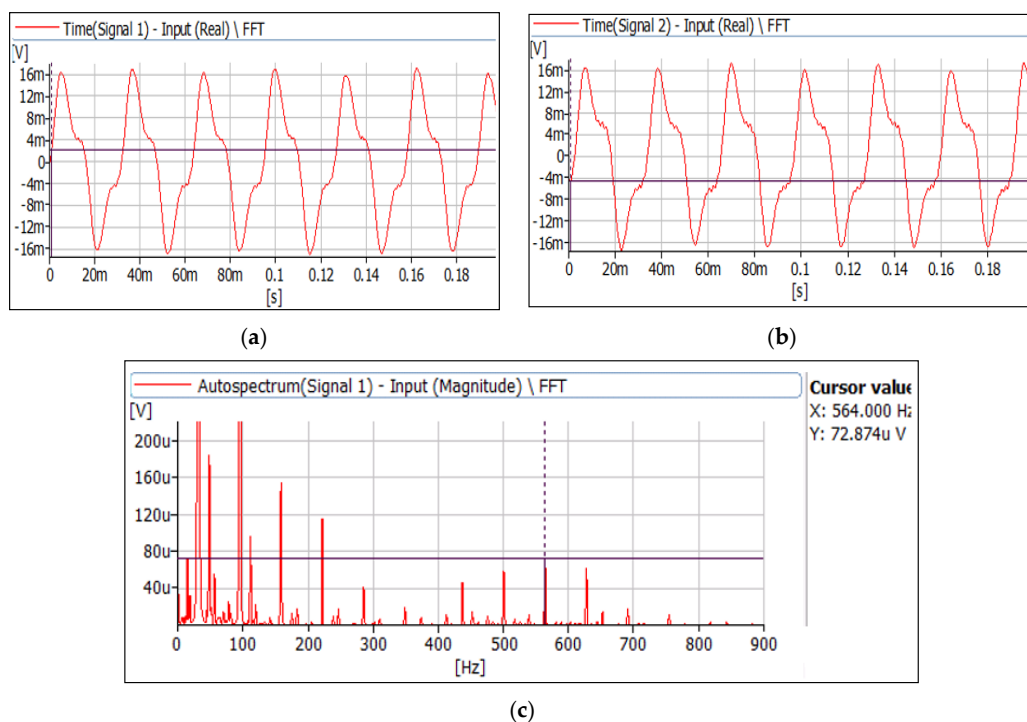 Time(Signal 1) - Input (Real) \ FFT
[V]
16m
12m
8m
4m
0
-4m
-8m
-12m
-16m
0 20m 40m 60m 80m 0.1 0.12 0.14 0.16 0.18
[s]
(a)
Time(Signal 2) - Input (Real) \ FFT
[V]
16m
12m
8m
4m
0
-4m
-8m
-12m
-16m
0 20m 40m 60m 80m 0.1 0.12 0.14 0.16 0.18
[s]
(b)
Autospectrum(Signal 1) - Input (Magnitude) \ FFT
[V]
200u
160u
120u
80u
40u
0 100 200 300 400 500 600 700 800 900
[Hz]
Cursor value
X: 564.000 Hz
Y: 72.874u V
(c)